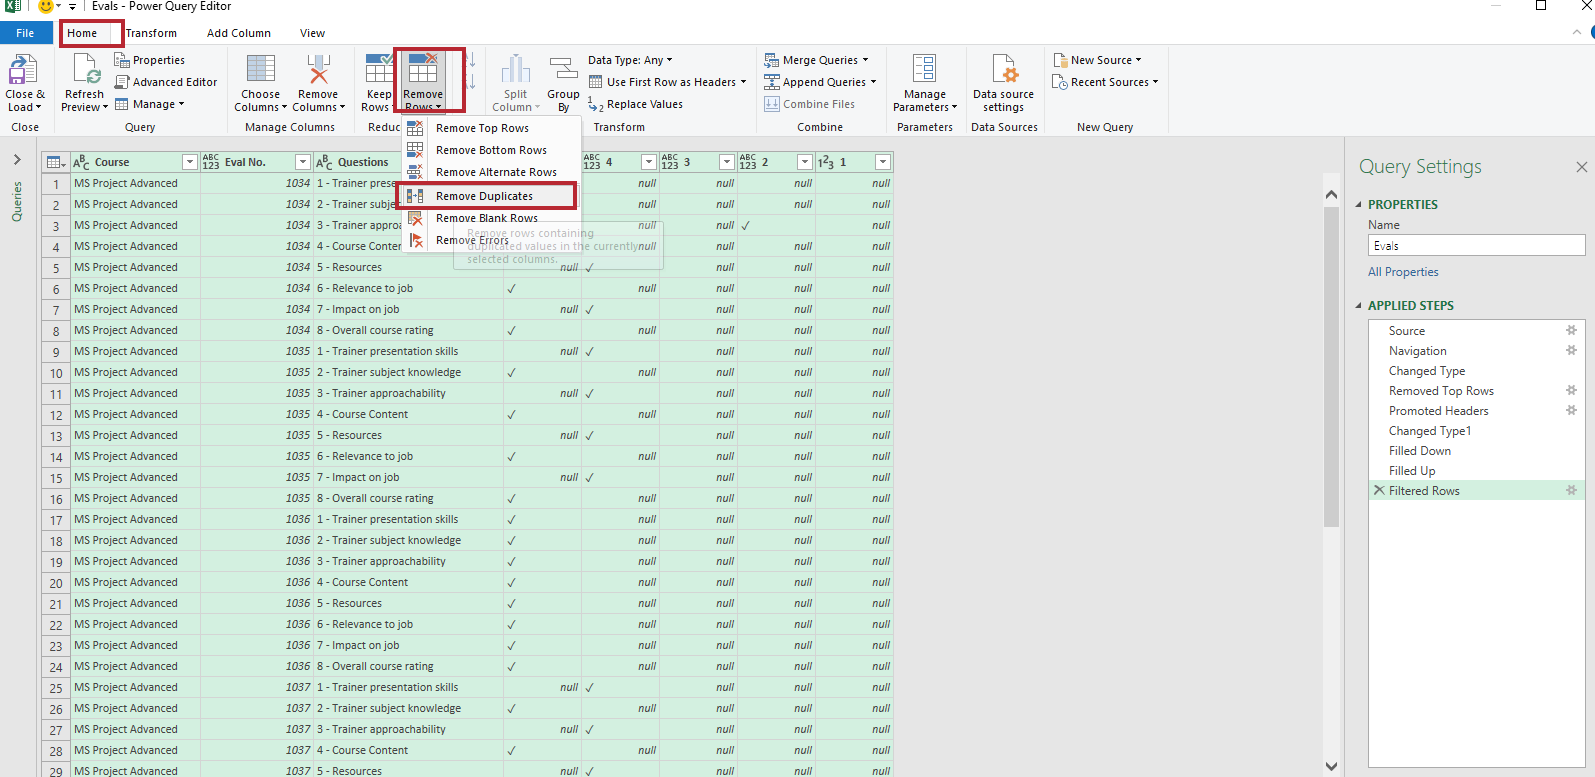 Evals - Power Query Editor
File Home Transform Add Column View
Close & Load
Close
Refresh Preview
Properties
Advanced Editor
Manage
Query
Choose Columns
Remove Columns
Manage Columns
Keep Rows
Remove Rows
Reduc
Split Column
Group By
Data Type: Any
Use First Row as Headers
1 2 Replace Values
Transform
Merge Queries
Append Queries
Combine Files
Combine
Manage Parameters
Parameters
Data source settings
Data Sources
New Source
Recent Sources
New Query
Remove Top Rows
Remove Bottom Rows
Remove Alternate Rows
Remove Duplicates
Remove Blank Rows
Remove Errors
Remove rows containing
duplicated values in the currently
selected columns.
Queries
ABC Course ABC 123 Eval No. ABC Questions ABC 123 4 ABC 123 3 ABC 123 2 123 1
1 MS Project Advanced 1034 1 - Trainer prese null null null null
2 MS Project Advanced 1034 2 - Trainer subje null null null null
3 MS Project Advanced 1034 3 - Trainer approa null null ✓ null
4 MS Project Advanced 1034 4 - Course Conter null null null null
5 MS Project Advanced 1034 5 - Resources null ✓ null null null
6 MS Project Advanced 1034 6 - Relevance to job ✓ null null null null
7 MS Project Advanced 1034 7 - Impact on job null ✓ null null null
8 MS Project Advanced 1034 8 - Overall course rating ✓ null null null null
9 MS Project Advanced 1035 1 - Trainer presentation skills null ✓ null null null
10 MS Project Advanced 1035 2 - Trainer subject knowledge ✓ null null null null
11 MS Project Advanced 1035 3 - Trainer approachability null ✓ null null null
12 MS Project Advanced 1035 4 - Course Content ✓ null null null null
13 MS Project Advanced 1035 5 - Resources null ✓ null null null
14 MS Project Advanced 1035 6 - Relevance to job ✓ null null null null
15 MS Project Advanced 1035 7 - Impact on job null ✓ null null null
16 MS Project Advanced 1035 8 - Overall course rating ✓ null null null null
17 MS Project Advanced 1036 1 - Trainer presentation skills ✓ null null null null
18 MS Project Advanced 1036 2 - Trainer subject knowledge ✓ null null null null
19 MS Project Advanced 1036 3 - Trainer approachability ✓ null null null null
20 MS Project Advanced 1036 4 - Course Content ✓ null null null null
21 MS Project Advanced 1036 5 - Resources ✓ null null null null
22 MS Project Advanced 1036 6 - Relevance to job ✓ null null null null
23 MS Project Advanced 1036 7 - Impact on job ✓ null null null null
24 MS Project Advanced 1036 8 - Overall course rating ✓ null null null null
25 MS Project Advanced 1037 1 - Trainer presentation skills null ✓ null null null
26 MS Project Advanced 1037 2 - Trainer subject knowledge ✓ null null null null
27 MS Project Advanced 1037 3 - Trainer approachability null ✓ null null null
28 MS Project Advanced 1037 4 - Course Content ✓ null null null null
29 MS Project Advanced 1037 5 - Resources null ✓ null null null
Query Settings
PROPERTIES
Name
Evals
All Properties
APPLIED STEPS
Source
Navigation
Changed Type
Removed Top Rows
Promoted Headers
Changed Type1
Filled Down
Filled Up
Filtered Rows